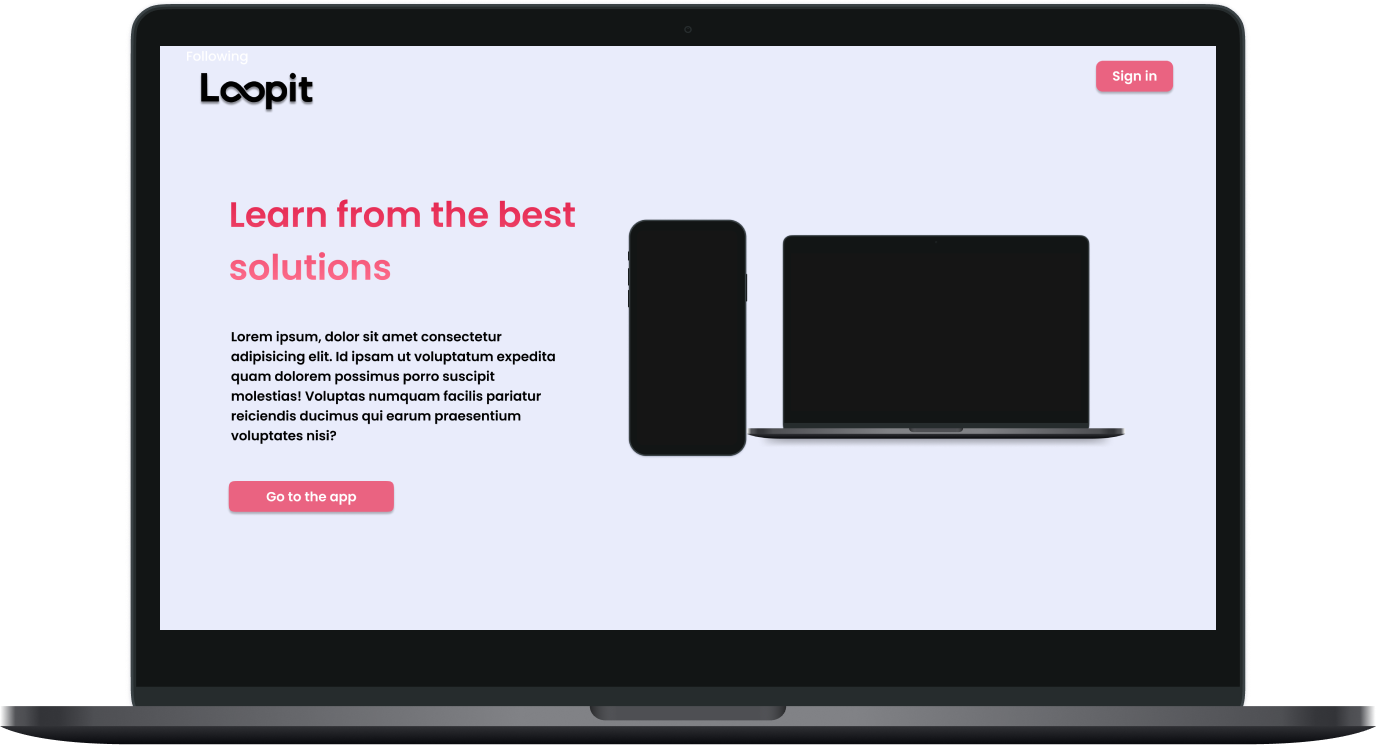 Following
Loopit
Sign in
Learn from the best
solutions
Lorem ipsum, dolor sit amet consectetur
adipisicing elit. Id ipsam ut voluptatum expedita
quam dolorem possimus porro suscipit
molestias! Voluptas numquam facilis pariatur
reiciendis ducimus qui earum praesentium
voluptates nisi?
Go to the app